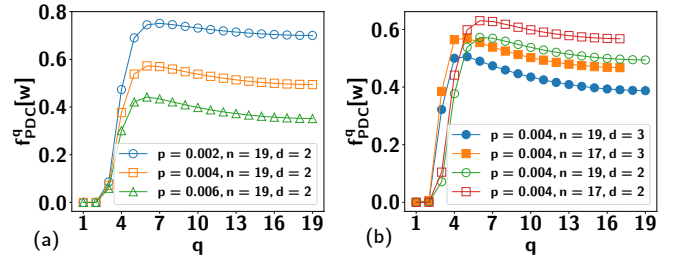 0.8
0.6
0.4
0.2
0.0
f^q_PDC[w]
p = 0.002, n = 19, d = 2
p = 0.004, n = 19, d = 2
p = 0.006, n = 19, d = 2
1 4 7 10 13 16 19
(a) q
0.6
0.4
0.2
0.0
f^q_PDC[w]
p = 0.004, n = 19, d = 3
p = 0.004, n = 17, d = 3
p = 0.004, n = 19, d = 2
p = 0.004, n = 17, d = 2
1 4 7 10 13 16 19
(b) q